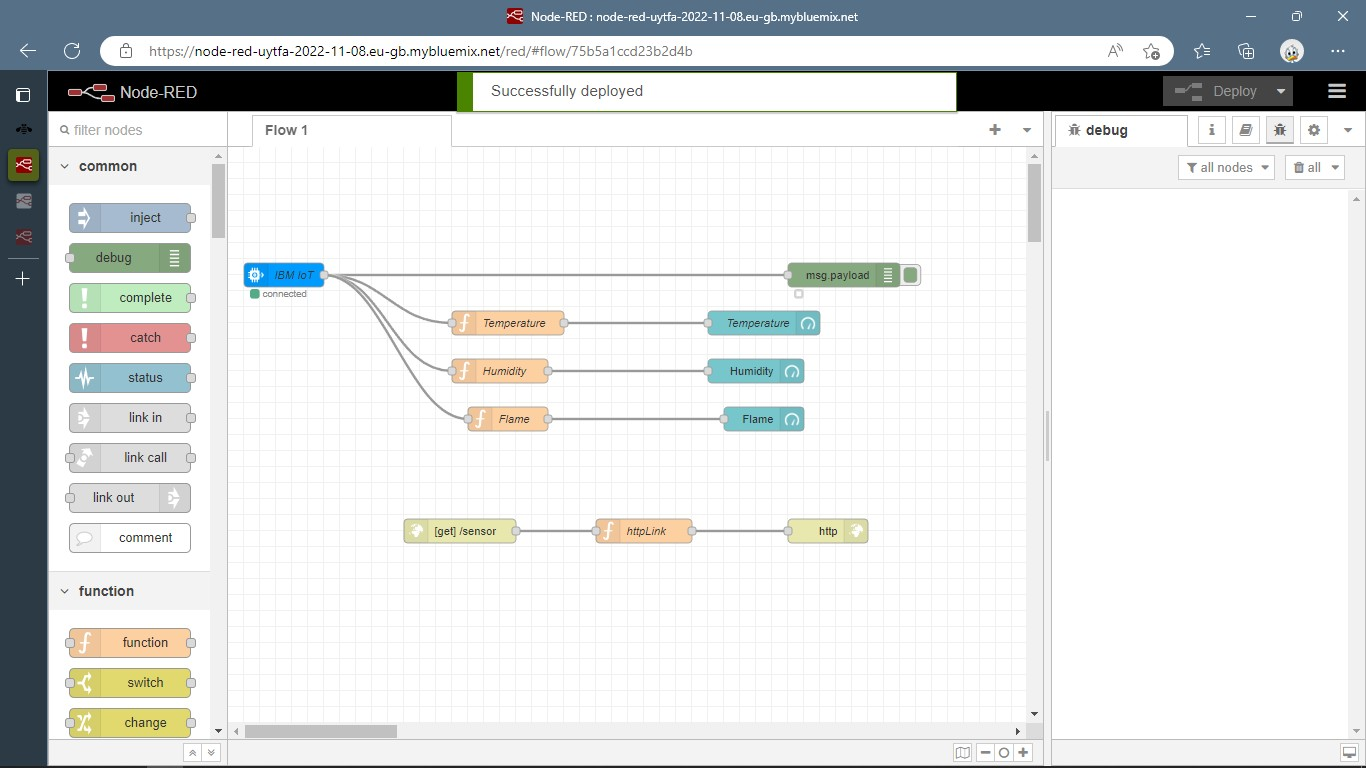 Node-RED : node-red-uytfa-2022-11-08.eu-gb.mybluemix.net
https://node-red-uytfa-2022-11-08.eu-gb.mybluemix.net/red/#flow/75b5a1ccd23b2d4b
Node-RED
Successfully deployed
Deploy
filter nodes
Flow 1
debug
all nodes
all
common
inject
debug
complete
catch
status
link in
link call
link out
comment
function
function
switch
change
IBM IoT
connected
msg.payload
Temperature
Temperature
Humidity
Humidity
Flame
Flame
[get] /sensor
httpLink
http